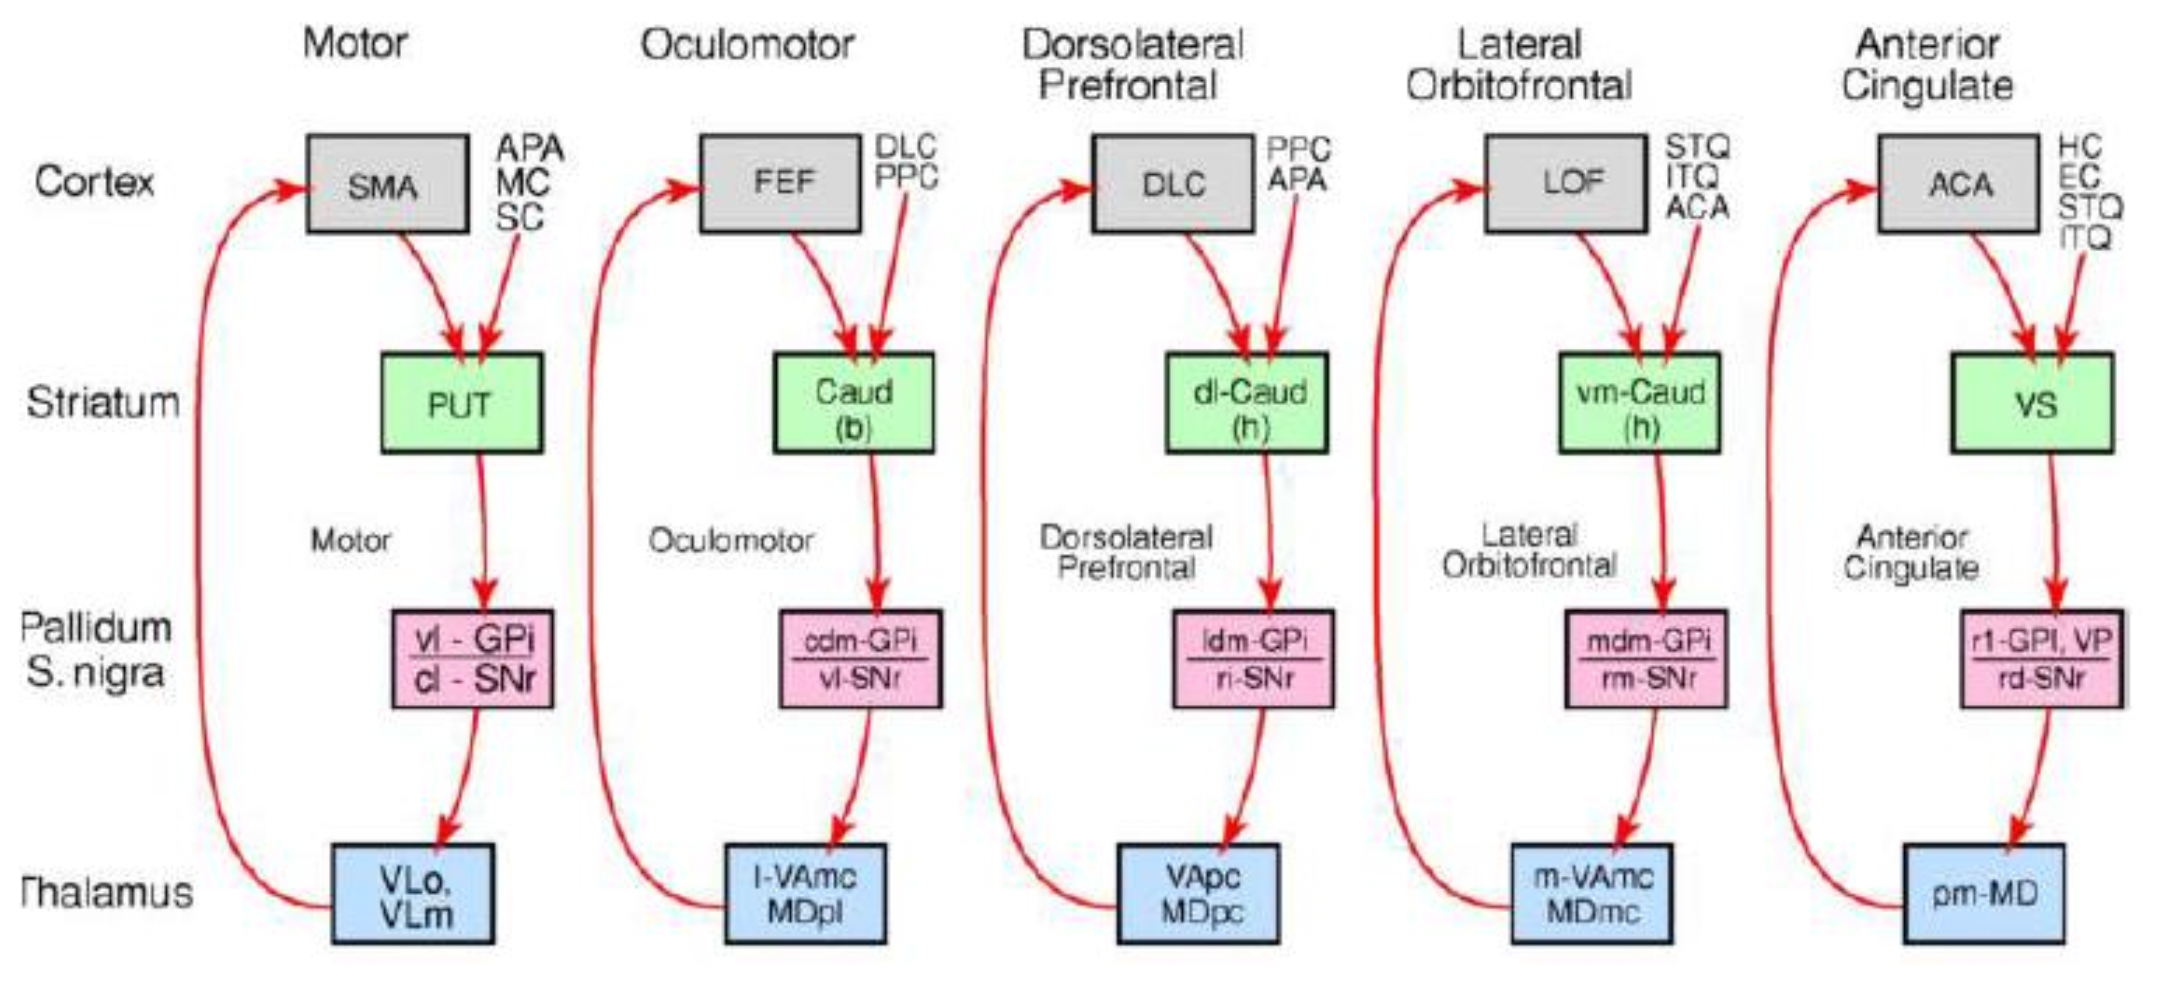 Motor
Oculomotor
Dorsolateral
Prefrontal
Lateral
Orbitofrontal
Anterior
Cingulate
Cortex
SMA
APA
MC
SC
FEF
DLC
PPC
DLC
PPC
APA
LOF
STQ
ITQ
ACA
ACA
HC
EC
STQ
ITQ
Striatum
PUT
Caud
(b)
dl-Caud
(h)
vm-Caud
(h)
VS
Motor
Oculomotor
Dorsolateral
Prefrontal
Lateral
Orbitofrontal
Anterior
Cingulate
Pallidum
S. nigra
vl - GPi
cl - SNr
cdm-GPi
vl-SNr
ldm-GPi
ri-SNr
mdm-GPi
rm-SNr
r1-GPI, VP
rd-SNr
Thalamus
VLo,
VLm
l-VAmc
MDpl
VApc
MDpc
m-VAmc
MDmc
pm-MD